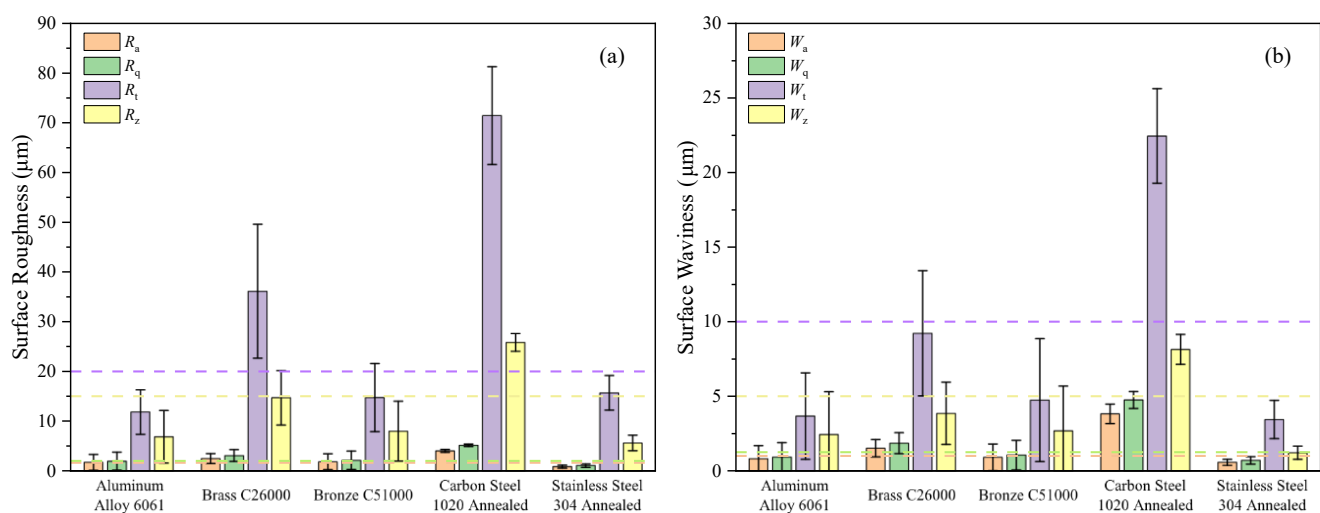 90
80
70
60
50
40
30
20
10
0
Surface Roughness (μm)
Ra
Rq
Rt
Rz
(a)
Aluminum
Alloy 6061
Brass C26000
Bronze C51000
Carbon Steel
1020 Annealed
Stainless Steel
304 Annealed
30
25
20
15
10
5
0
Surface Waviness (μm)
Wa
Wq
Wt
Wz
(b)
Aluminum
Alloy 6061
Brass C26000
Bronze C51000
Carbon Steel
1020 Annealed
Stainless Steel
304 Annealed